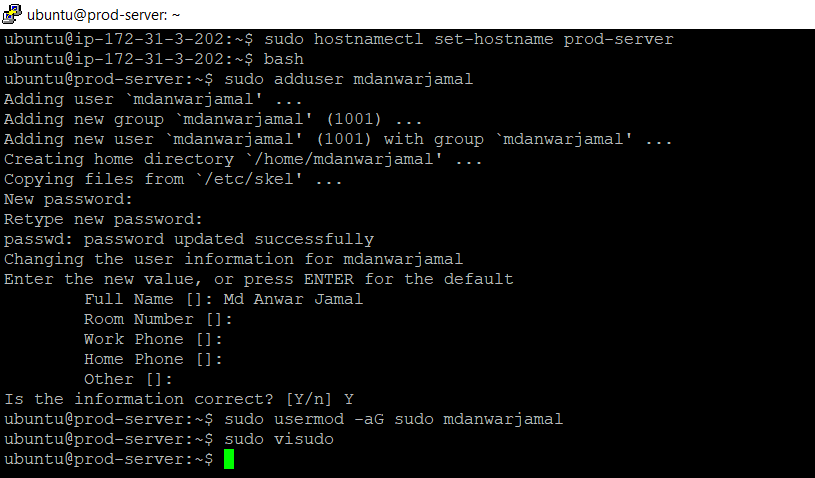 ubuntu@prod-server: ~
ubuntu@ip-172-31-3-202:~$ sudo hostnamectl set-hostname prod-server
ubuntu@ip-172-31-3-202:~$ bash
ubuntu@prod-server:~$ sudo adduser mdanwarjamal
Adding user `mdanwarjamal' ...
Adding new group `mdanwarjamal' (1001) ...
Adding new user `mdanwarjamal' (1001) with group `mdanwarjamal' ...
Creating home directory `/home/mdanwarjamal' ...
Copying files from `/etc/skel' ...
New password:
Retype new password:
passwd: password updated successfully
Changing the user information for mdanwarjamal
Enter the new value, or press ENTER for the default
        Full Name []: Md Anwar Jamal
        Room Number []:
        Work Phone []:
        Home Phone []:
        Other []:
Is the information correct? [Y/n] Y
ubuntu@prod-server:~$ sudo usermod -aG sudo mdanwarjamal
ubuntu@prod-server:~$ sudo visudo
ubuntu@prod-server:~$